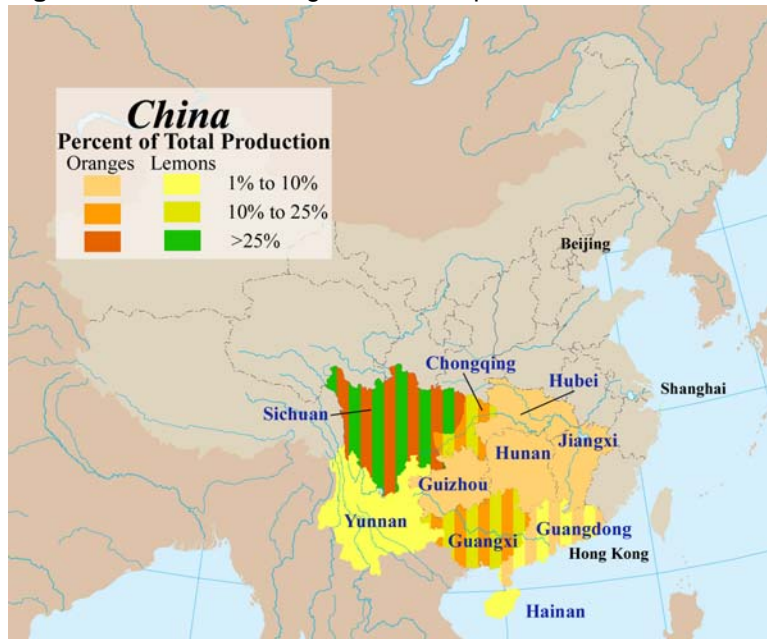 China
Percent of Total Production
Oranges Lemons
1% to 10%
10% to 25%
>25%
Beijing
Chongqing
Hubei
Shanghai
Sichuan
Jiangxi
Hunan
Guizhou
Yunnan
Guangdong
Guangxi
Hong Kong
Hainan